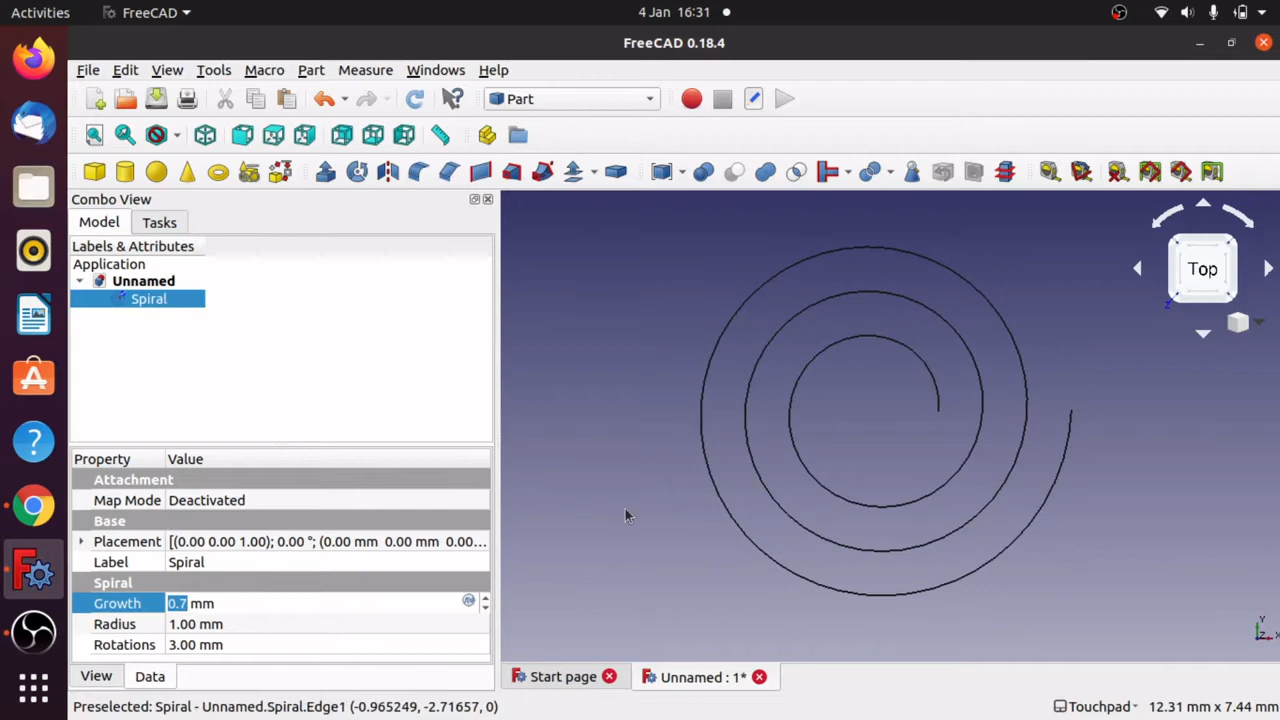 Activities
FreeCAD
4 Jan 16:31
FreeCAD 0.18.4
File Edit View Tools Macro Part Measure Windows Help
Part
Combo View
Model Tasks
Labels & Attributes
Application
Unnamed
Spiral
Top
Property Value
Attachment
Map Mode Deactivated
Base
Placement [(0.00 0.00 1.00); 0.00 °; (0.00 mm 0.00 mm 0.00...
Label Spiral
Spiral
Growth 0.7 mm
Radius 1.00 mm
Rotations 3.00 mm
Y
Z X
View Data
Start page
Unnamed : 1*
Preselected: Spiral - Unnamed.Spiral.Edge1 (-0.965249, -2.71657, 0)
Touchpad
12.31 mm x 7.44 mm